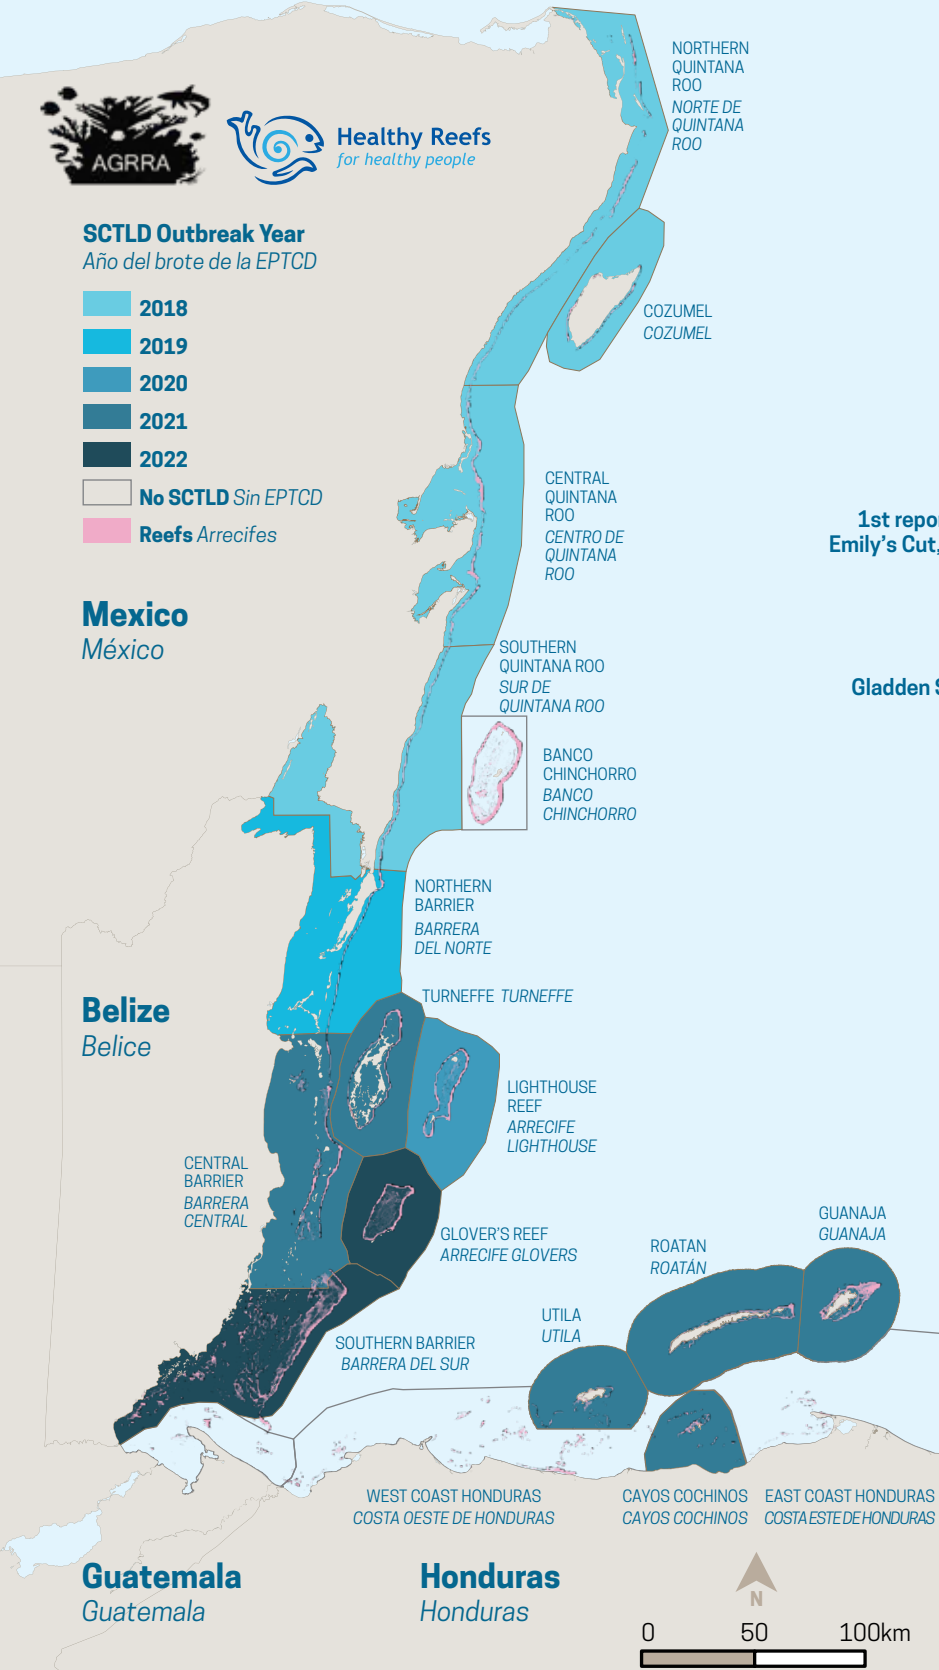 NORTHERN
QUINTANA
ROO
NORTE DE
QUINTANA
ROO
AGRRA
Healthy Reefs
for healthy people
SCTLD Outbreak Year
Año del brote de la EPTCD
2018
2019
2020
2021
2022
No SCTLD Sin EPTCD
Reefs Arrecifes
COZUMEL
COZUMEL
CENTRAL
QUINTANA
ROO
CENTRO DE
QUINTANA
ROO
1st repo
Emily's Cut,
Mexico
México
SOUTHERN
QUINTANA ROO
SUR DE
QUINTANA ROO
Gladden S
BANCO
CHINCHORRO
BANCO
CHINCHORRO
NORTHERN
BARRIER
BARRERA
DEL NORTE
TURNEFFE TURNEFFE
Belize
Belice
LIGHTHOUSE
REEF
ARRECIFE
LIGHTHOUSE
CENTRAL
BARRIER
BARRERA
CENTRAL
GLOVER'S REEF
ARRECIFE GLOVERS
GUANAJA
GUANAJA
ROATAN
ROATÁN
UTILA
UTILA
SOUTHERN BARRIER
BARRERA DEL SUR
WEST COAST HONDURAS
COSTA OESTE DE HONDURAS
CAYOS COCHINOS
CAYOS COCHINOS
EAST COAST HONDURAS
COSTA ESTE DE HONDURAS
Guatemala
Guatemala
Honduras
Honduras
N
0 50 100km